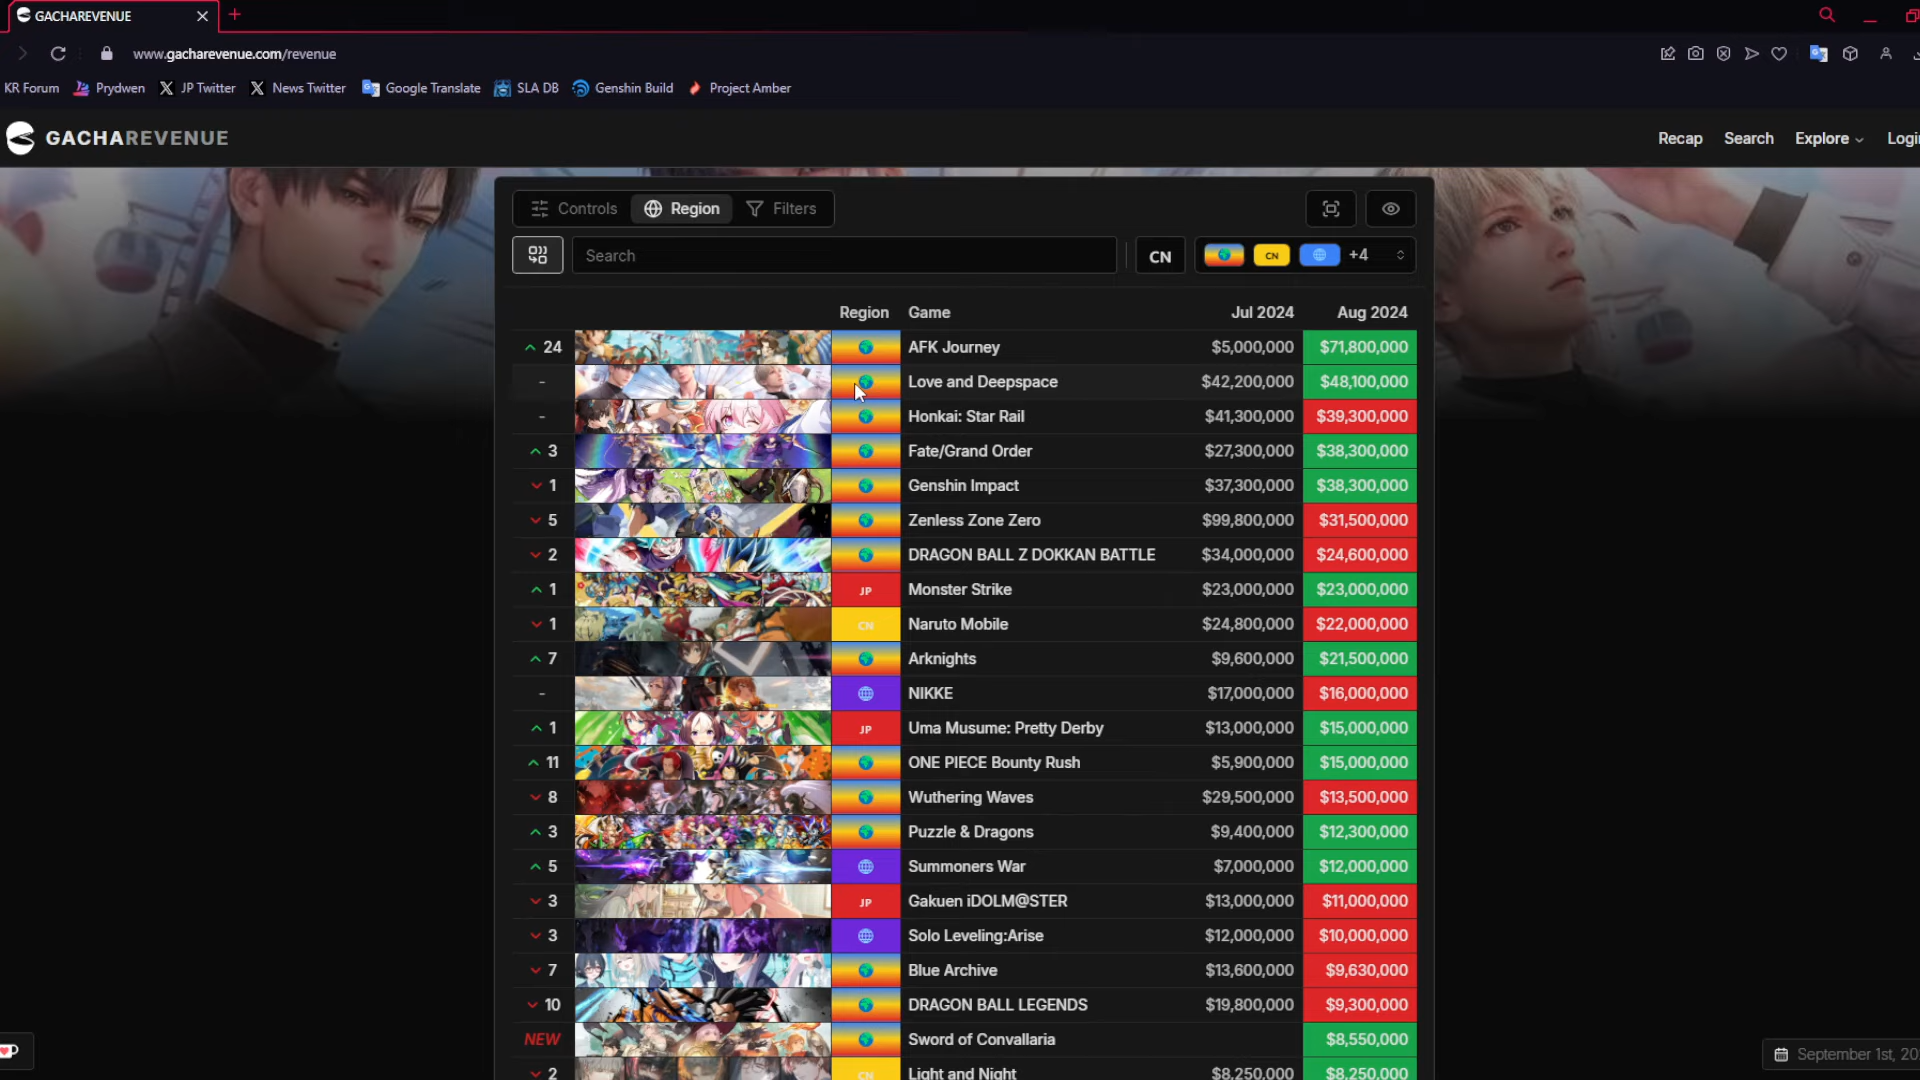 GACHAREVENUE
www.gacharevenue.com/revenue
KR Forum Prydwen JP Twitter News Twitter Google Translate SLA DB Genshin Build Project Amber
GACHAREVENUE Recap Search Explore
Controls Region Filters
Search CN CN +4
Region Game Jul 2024 Aug 2024
24 AFK Journey $5,000,000 $71,800,000
- Love and Deepspace $42,200,000 $48,100,000
- Honkai: Star Rail $41,300,000 $39,300,000
3 Fate/Grand Order $27,300,000 $38,300,000
1 Genshin Impact $37,300,000 $38,300,000
5 Zenless Zone Zero $99,800,000 $31,500,000
2 DRAGON BALL Z DOKKAN BATTLE $34,000,000 $24,600,000
1 JP Monster Strike $23,000,000 $23,000,000
1 CN Naruto Mobile $24,800,000 $22,000,000
7 Arknights $9,600,000 $21,500,000
- NIKKE $17,000,000 $16,000,000
1 JP Uma Musume: Pretty Derby $13,000,000 $15,000,000
11 ONE PIECE Bounty Rush $5,900,000 $15,000,000
8 Wuthering Waves $29,500,000 $13,500,000
3 Puzzle & Dragons $9,400,000 $12,300,000
5 Summoners War $7,000,000 $12,000,000
3 JP Gakuen iDOLM@STER $13,000,000 $11,000,000
3 Solo Leveling:Arise $12,000,000 $10,000,000
7 Blue Archive $13,600,000 $9,630,000
10 DRAGON BALL LEGENDS $19,800,000 $9,300,000
NEW Sword of Convallaria $8,550,000
2 CN Light and Night $8,250,000 $8,250,000
September 1st,